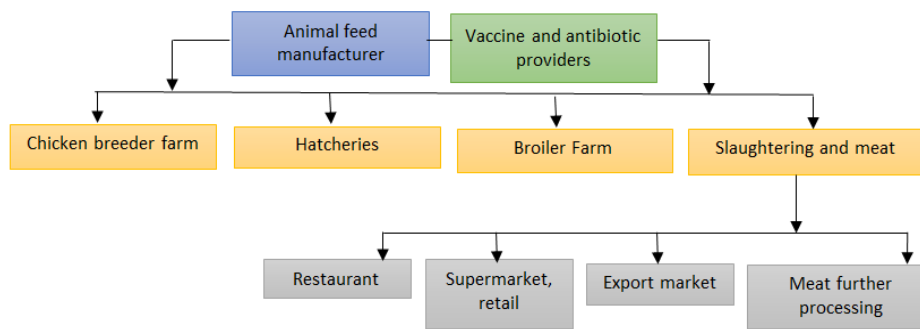 Animal feed
manufacturer
Vaccine and antibiotic
providers
Chicken breeder farm
Hatcheries
Broiler Farm
Slaughtering and meat
Restaurant
Supermarket,
retail
Export market
Meat further
processing